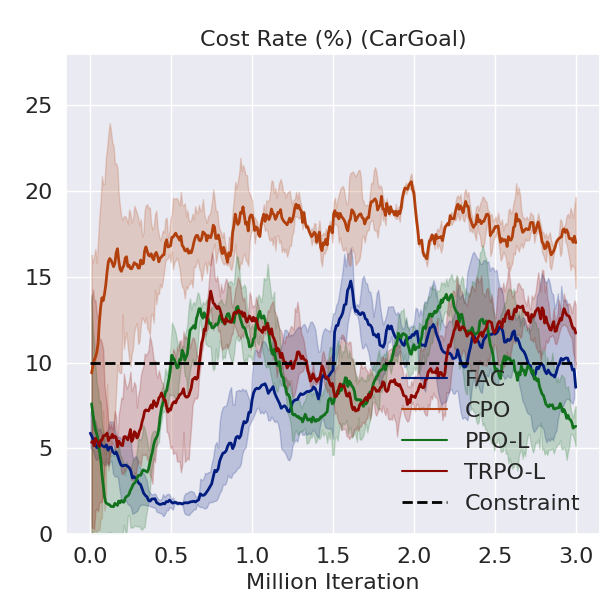 Cost Rate (%) (CarGoal)
25
20
15
10
5
0
FAC
CPO
PPO-L
TRPO-L
Constraint
0.0 0.5 1.0 1.5 2.0 2.5 3.0
Million Iteration